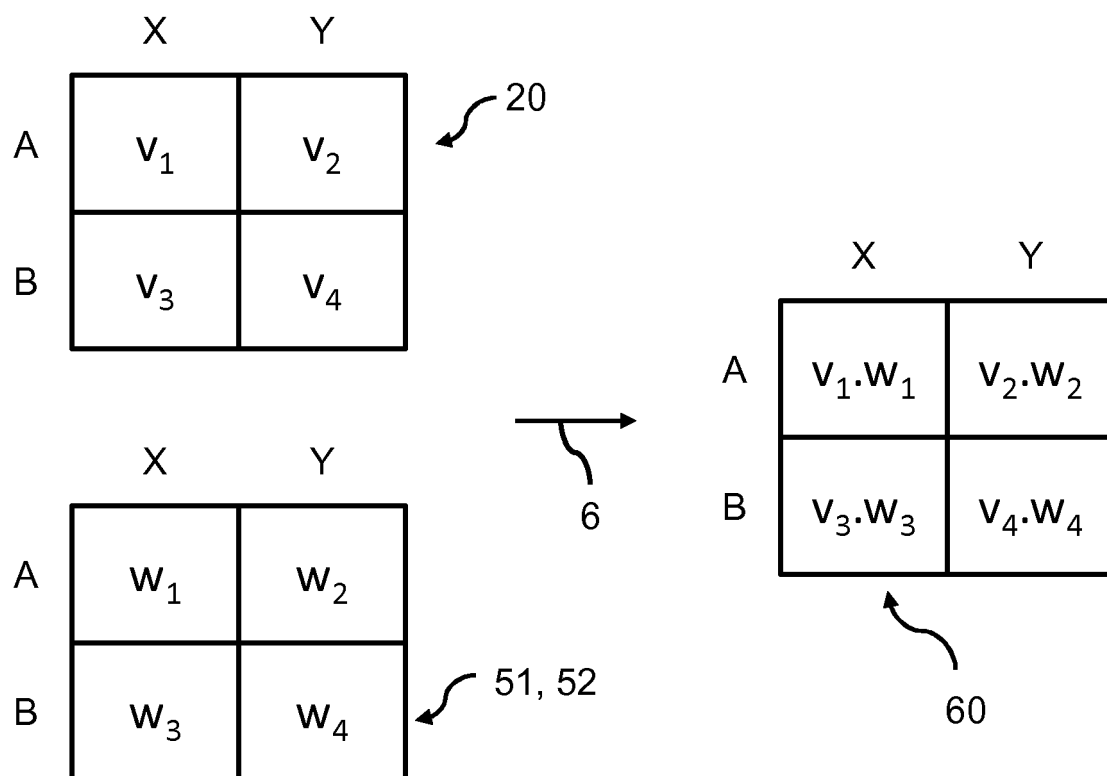 X Y
20
A v₁ v₂
B v₃ v₄
X Y
A v₁.w₁ v₂.w₂
B v₃.w₃ v₄.w₄
6
60
X Y
A w₁ w₂
B w₃ w₄
51, 52